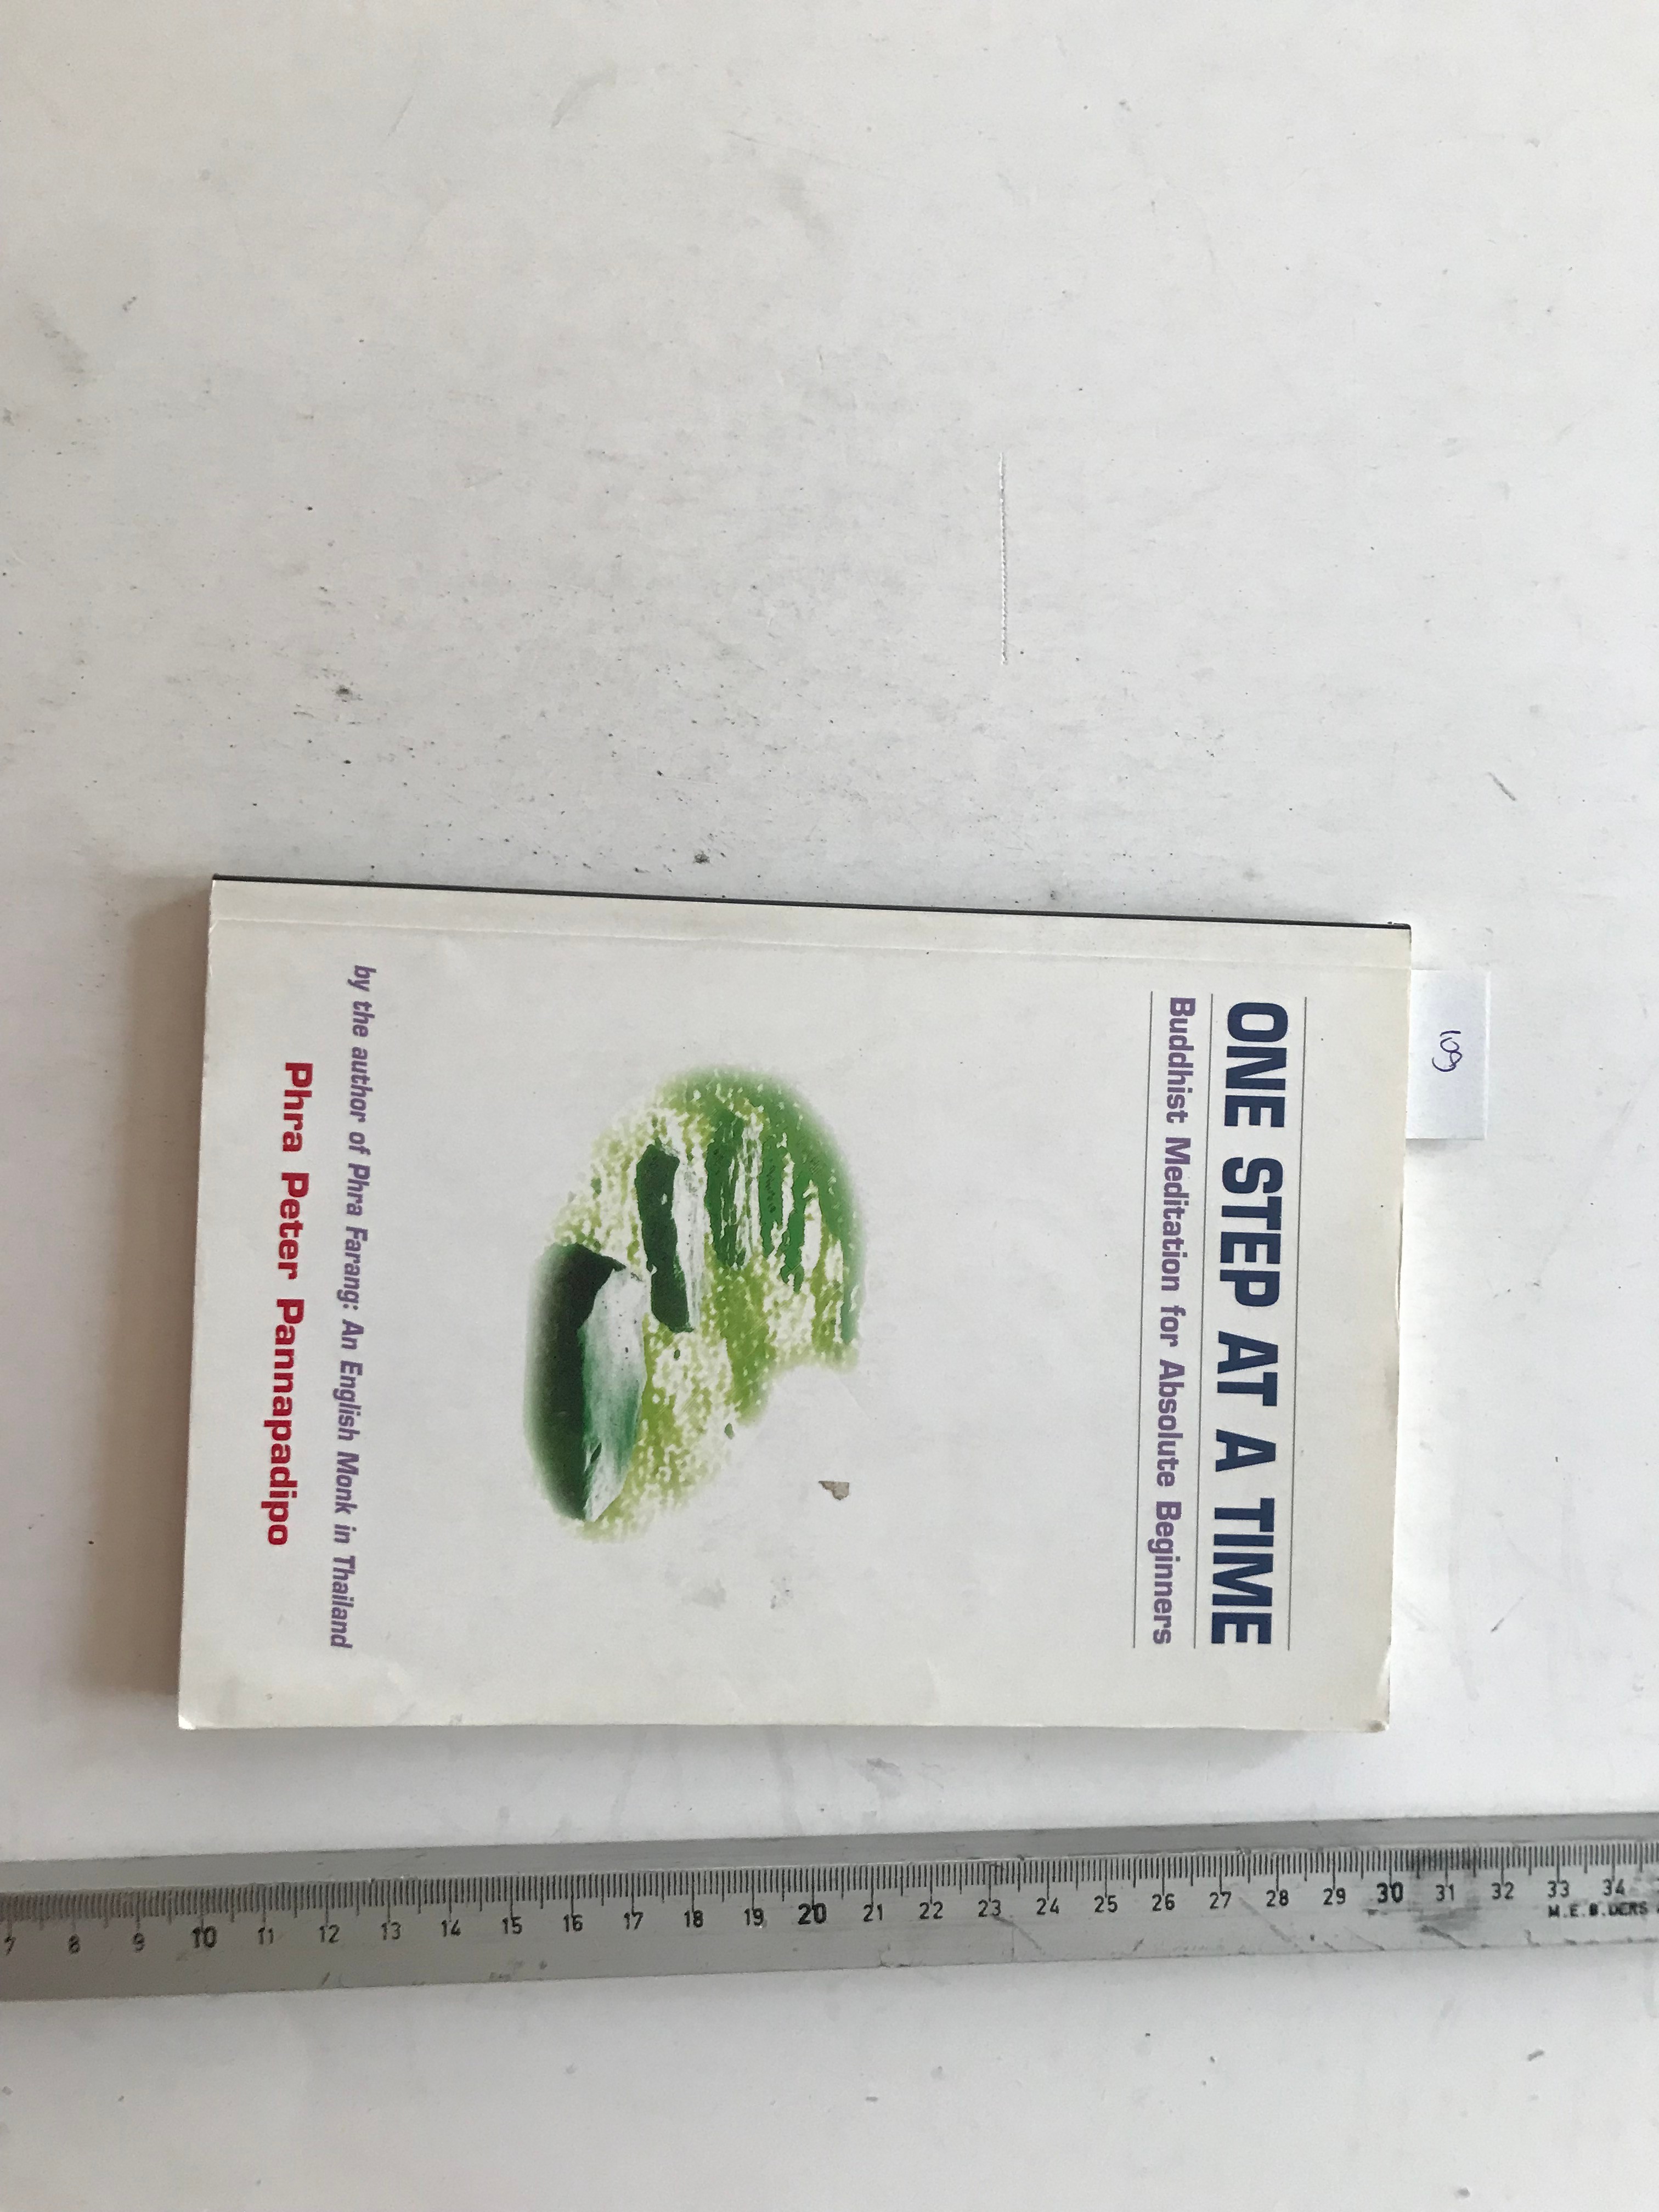 109
ONE STEP AT A TIME
Buddhist Meditation for Absolute Beginners
by the author of Phra Farang: An English Monk in Thailand
Phra Peter Pannapadipo
7 8 9 10 11 12 13 14 15 16 17 18 19 20 21 22 23 24 25 26 27 28 29 30 31 32 33 34